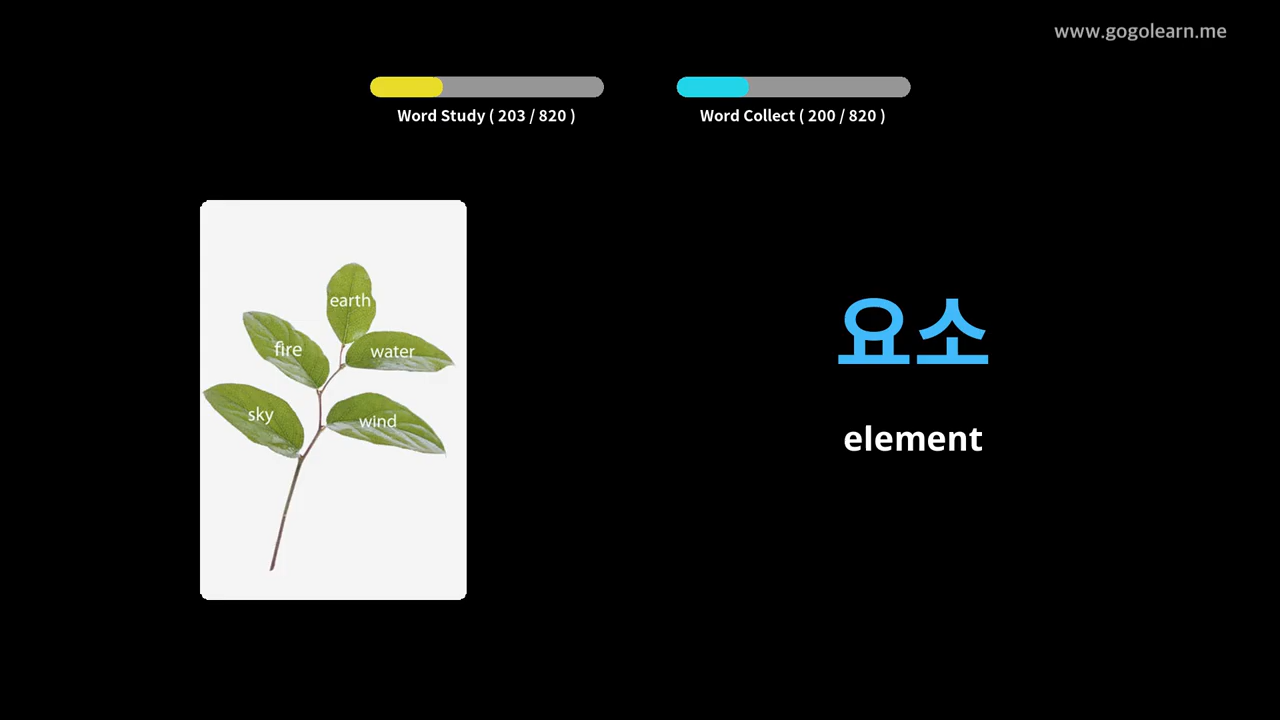 www.gogolearn.me
Word Study ( 203 / 820 )
Word Collect ( 200 / 820 )
earth
fire
water
sky
wind
요소
element